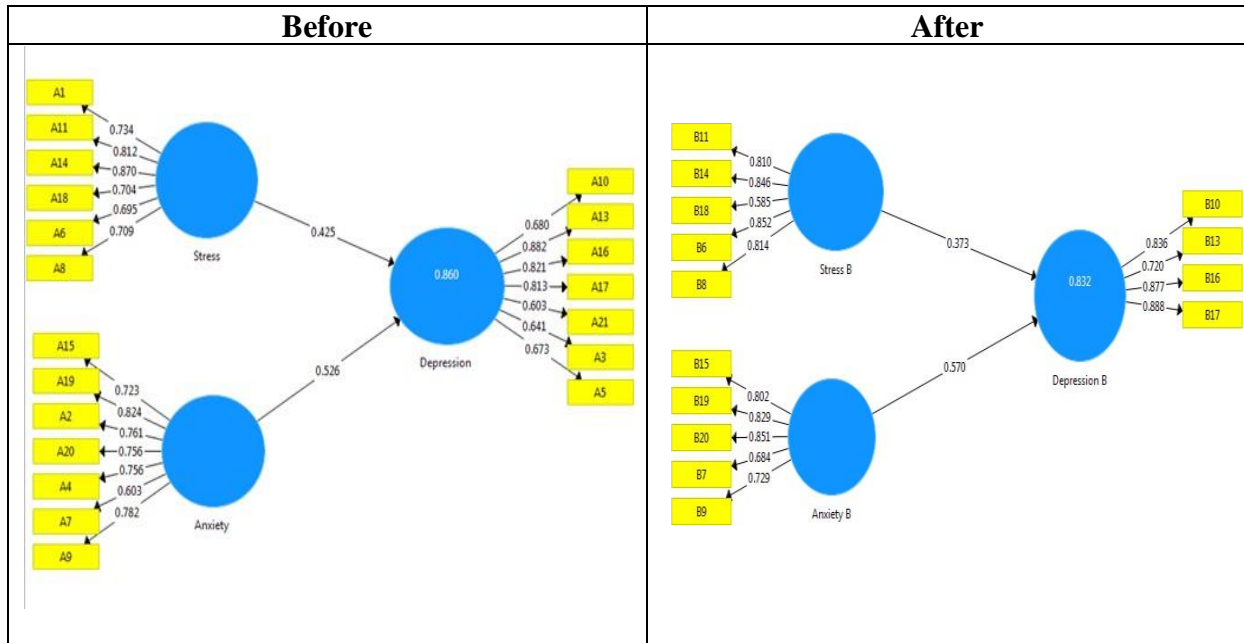 Before
A1
A11
A14
A18
A6
A8
0.734
0.812
0.870
0.704
0.695
0.709
Stress
0.425
A15
A19
A2
A20
A4
A7
A9
0.723
0.824
0.761
0.756
0.756
0.603
0.782
Anxiety
0.526
0.860
Depression
0.680
0.882
0.821
0.813
0.603
0.641
0.673
A10
A13
A16
A17
A21
A3
A5
After
B11
B14
B18
B6
B8
0.810
0.846
0.585
0.852
0.814
Stress B
0.373
B15
B19
B20
B7
B9
0.802
0.829
0.851
0.684
0.729
Anxiety B
0.570
0.832
Depression B
0.836
0.720
0.877
0.888
B10
B13
B16
B17